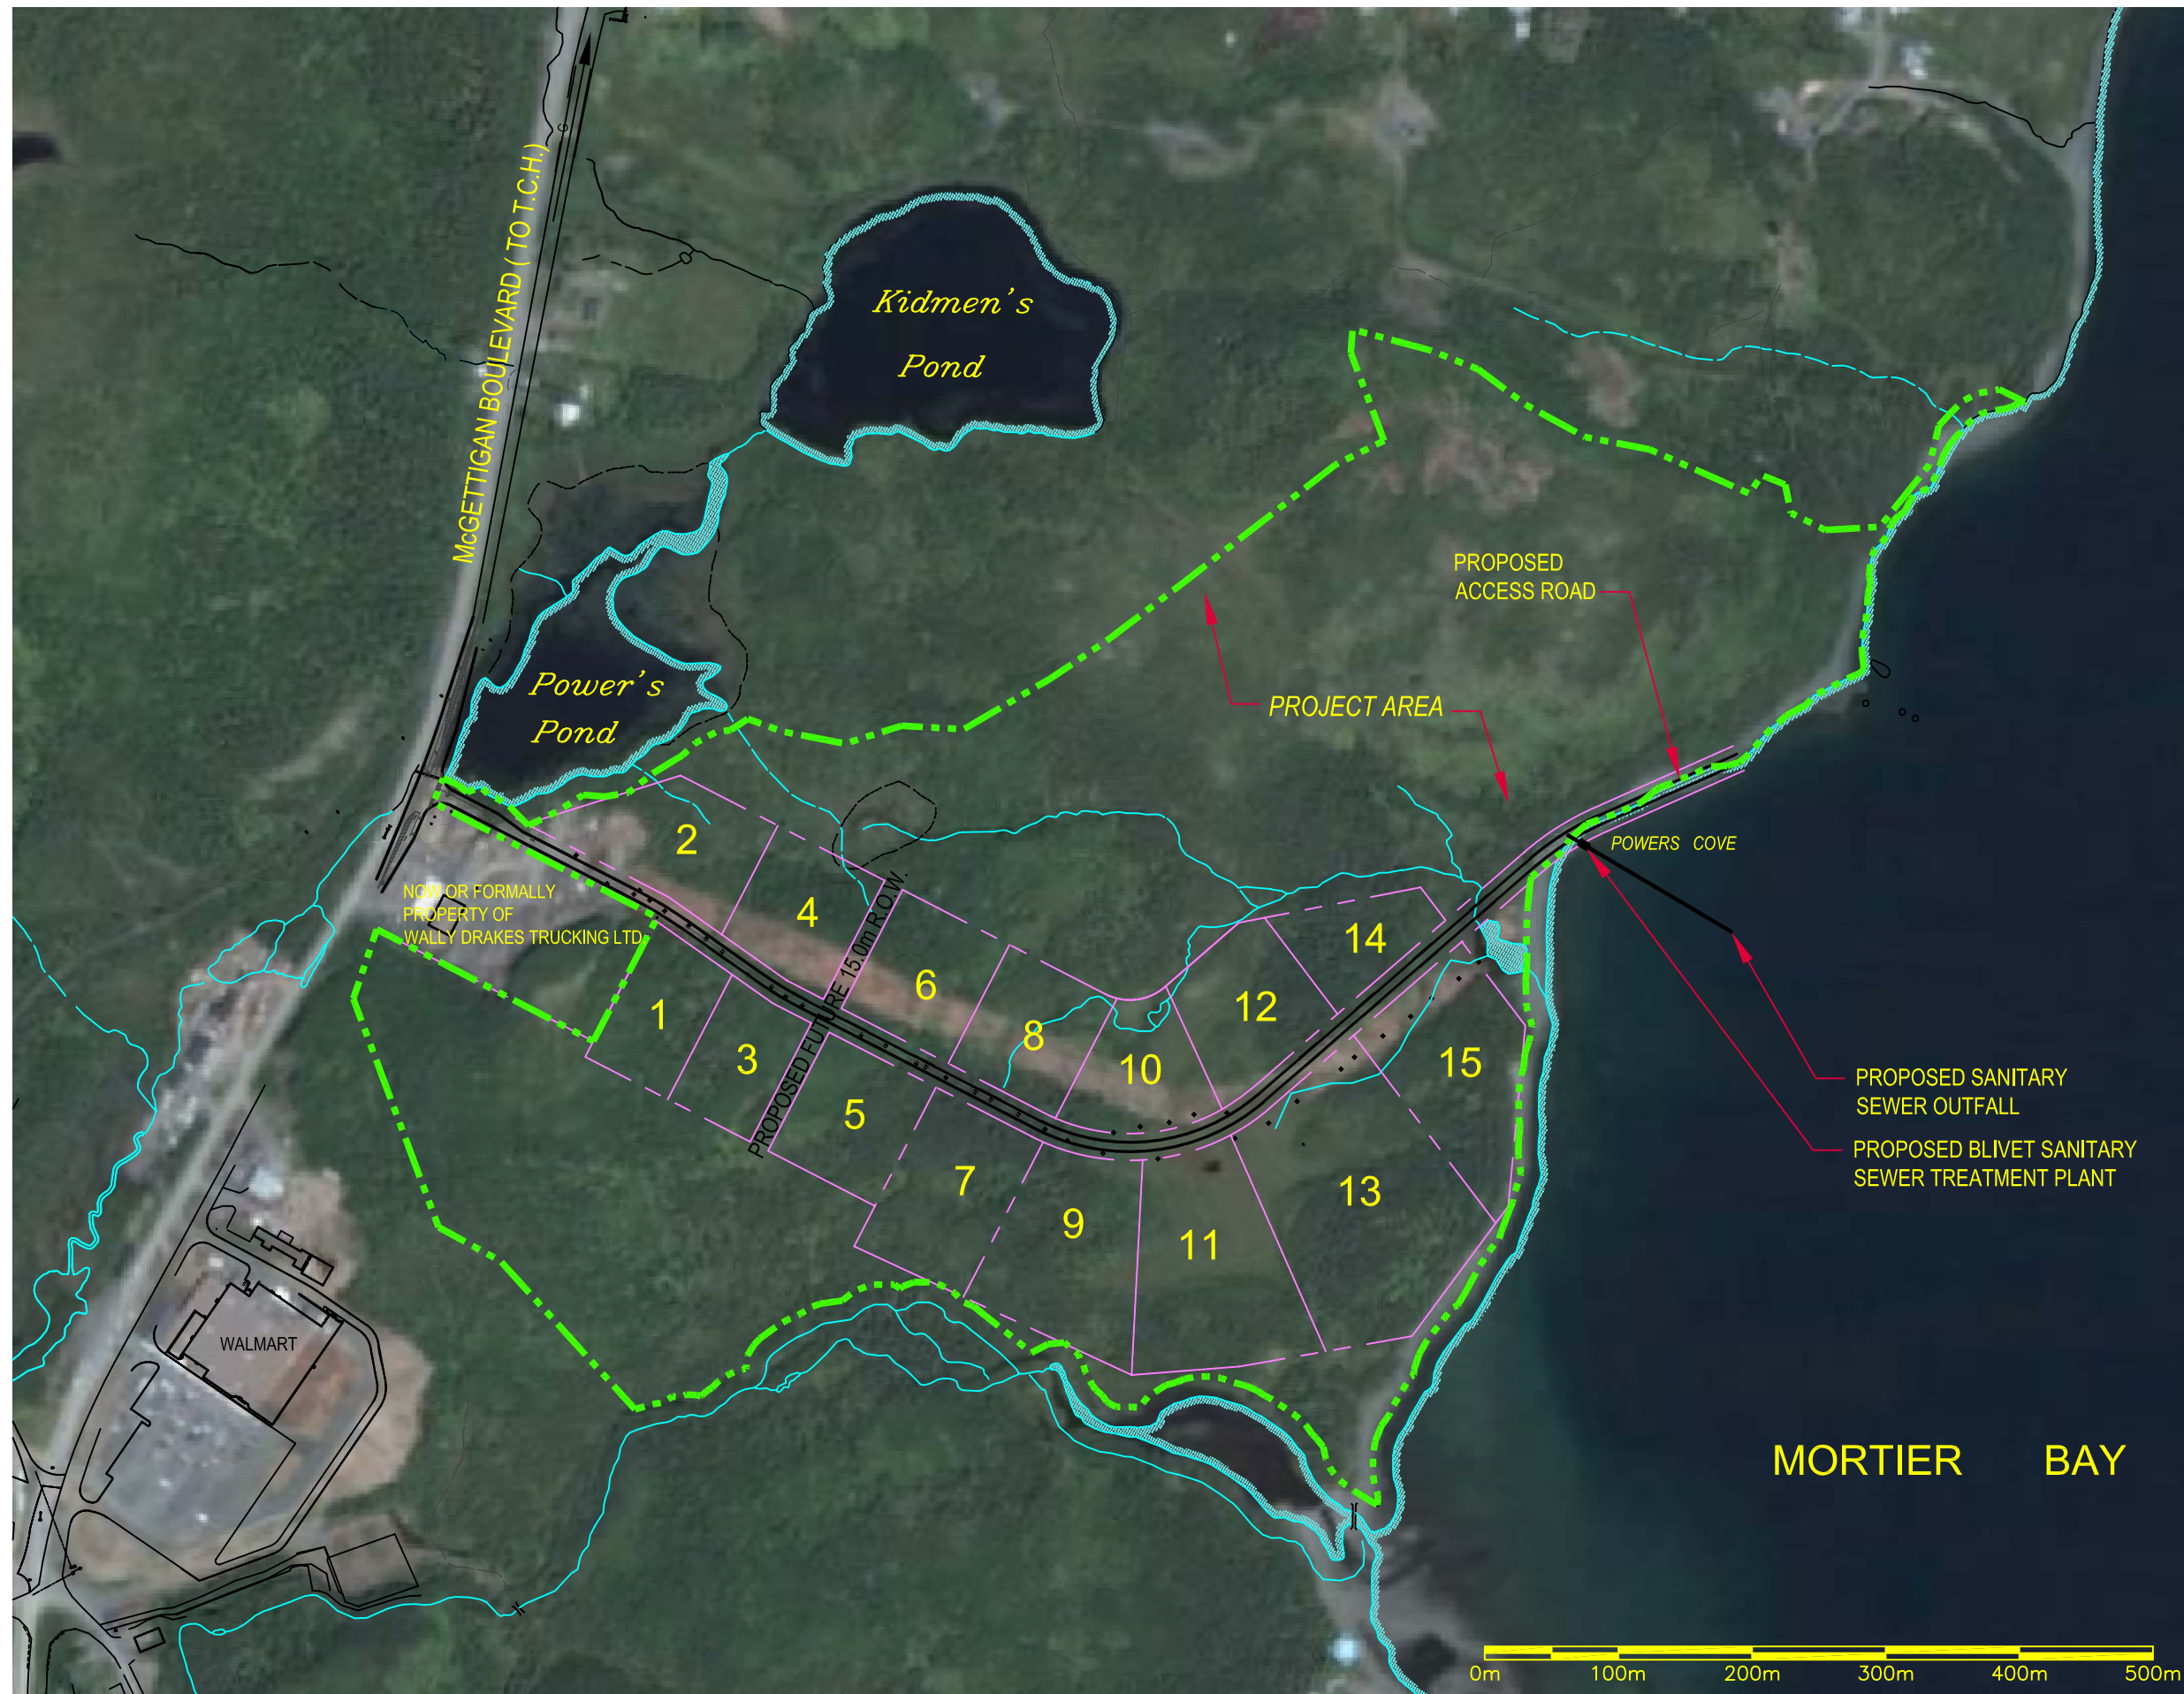 McGETTIGAN BOULEVARD ( TO T.C.H.)
Kidmen's
Pond
Power's
Pond
PROPOSED
ACCESS ROAD
PROJECT AREA
POWERS COVE
NOW OR FORMALLY
PROPERTY OF
WALLY DRAKES TRUCKING LTD.
PROPOSED FUTURE 15.0m R.O.W.
2
4
6
8
10
12
14
1
3
5
7
9
11
13
15
PROPOSED SANITARY
SEWER OUTFALL
PROPOSED BLIVET SANITARY
SEWER TREATMENT PLANT
WALMART
MORTIER BAY
0m 100m 200m 300m 400m 500m